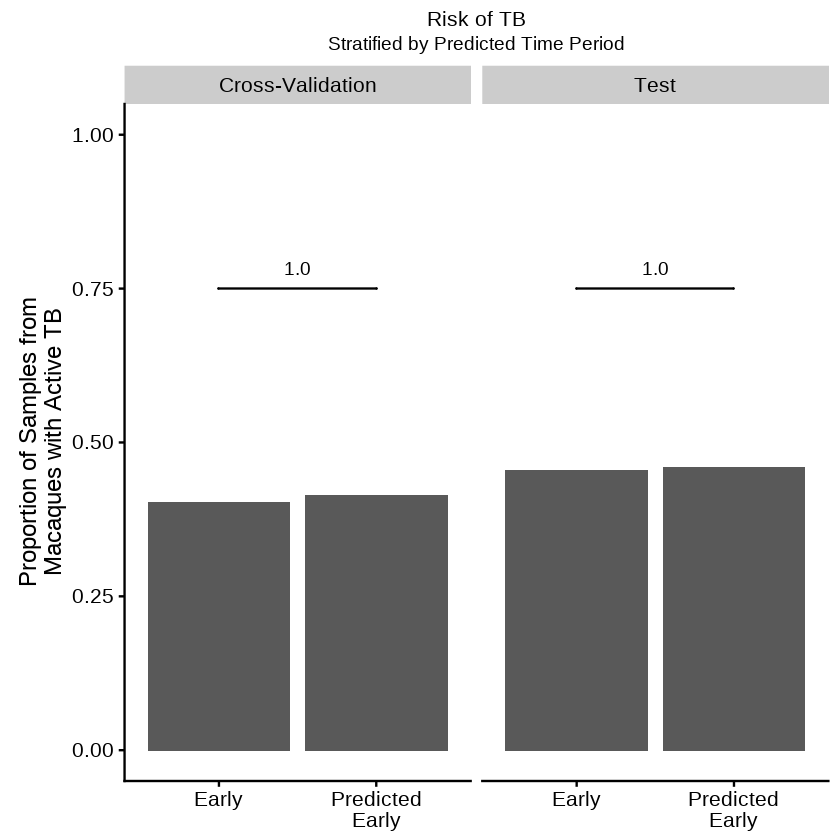 Risk of TB
Stratified by Predicted Time Period
Cross-Validation
Test
Proportion of Samples from
Macaques with Active TB
1.00
0.75
0.50
0.25
0.00
1.0
1.0
Early
Predicted
Early
Early
Predicted
Early